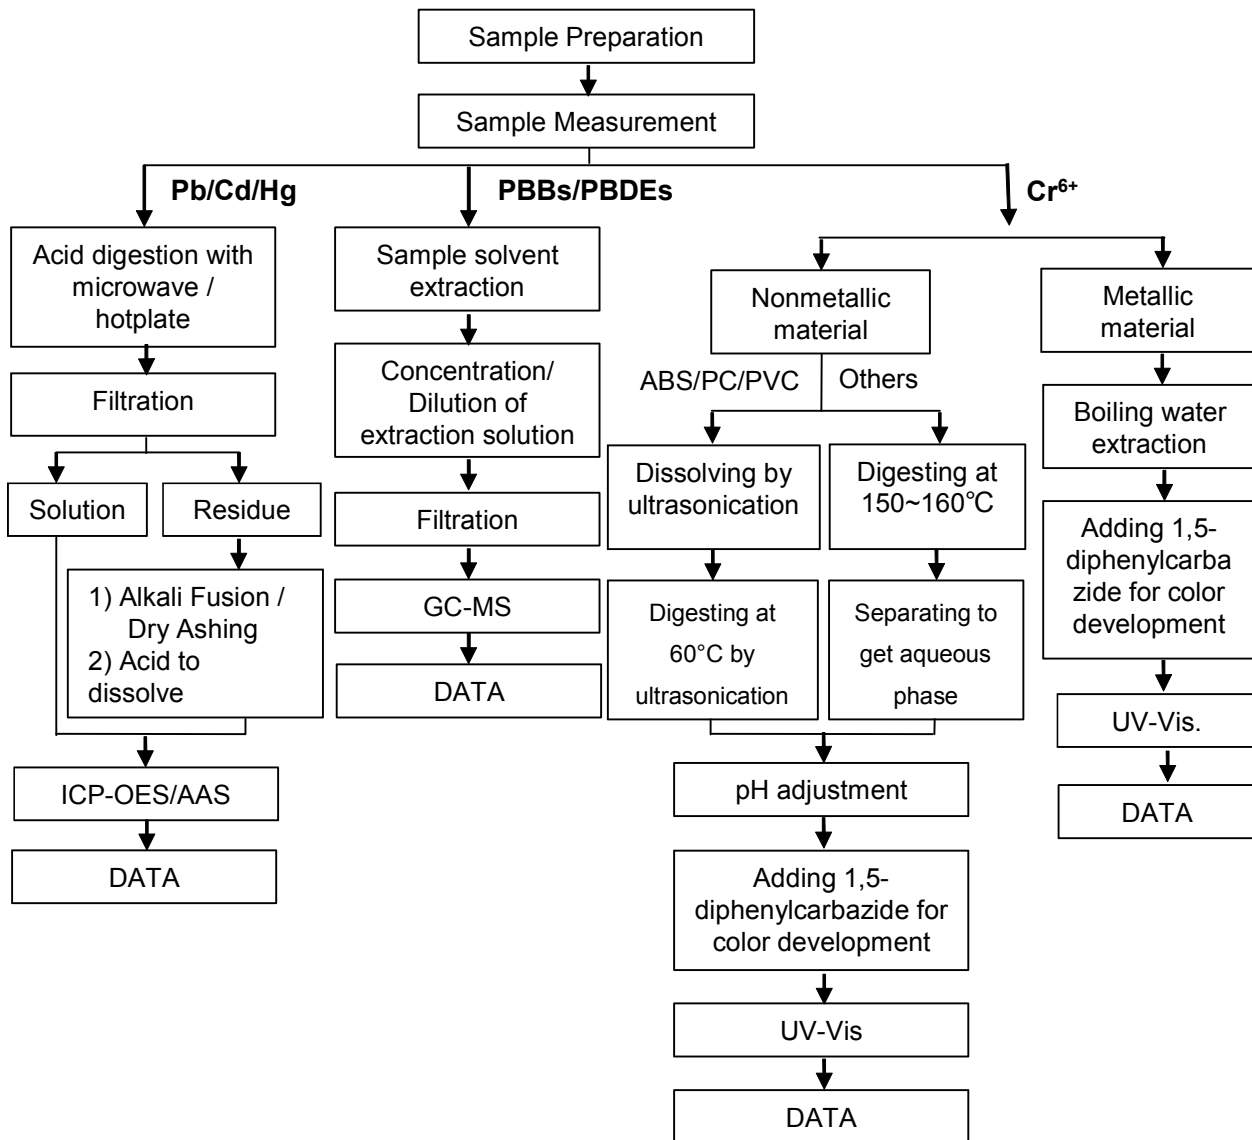 Sample Preparation
Sample Measurement
Pb/Cd/Hg
PBBs/PBDEs
Cr⁶⁺
Acid digestion with
microwave /
hotplate
Filtration
Solution
Residue
1) Alkali Fusion /
Dry Ashing
2) Acid to
dissolve
ICP-OES/AAS
DATA
Sample solvent
extraction
Concentration/
Dilution of
extraction solution
Filtration
GC-MS
DATA
Nonmetallic
material
ABS/PC/PVC
Others
Dissolving by
ultrasonication
Digesting at
60°C by
ultrasonication
Digesting at
150~160℃
Separating to
get aqueous
phase
pH adjustment
Adding 1,5-
diphenylcarbazide for
color development
UV-Vis
DATA
Metallic
material
Boiling water
extraction
Adding 1,5-
diphenylcarba
zide for color
development
UV-Vis.
DATA